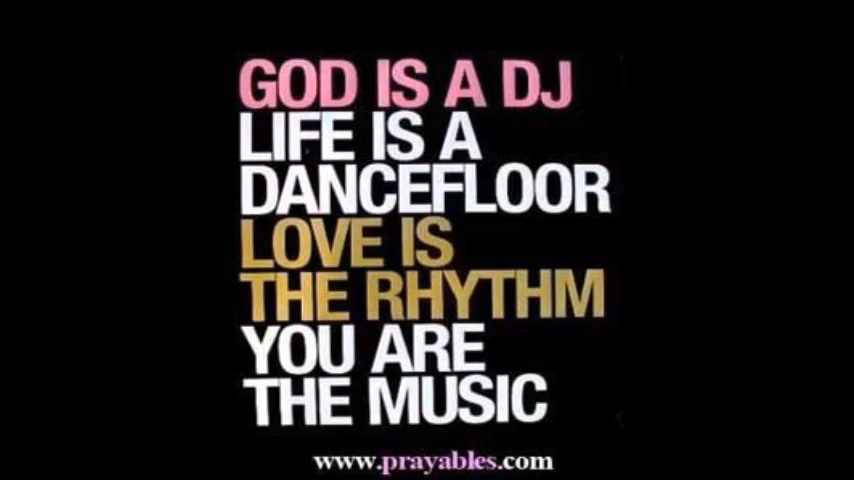 GOD IS A DJ
LIFE IS A
DANCEFLOOR
LOVE IS
THE RHYTHM
YOU ARE
THE MUSIC
www.prayables.com